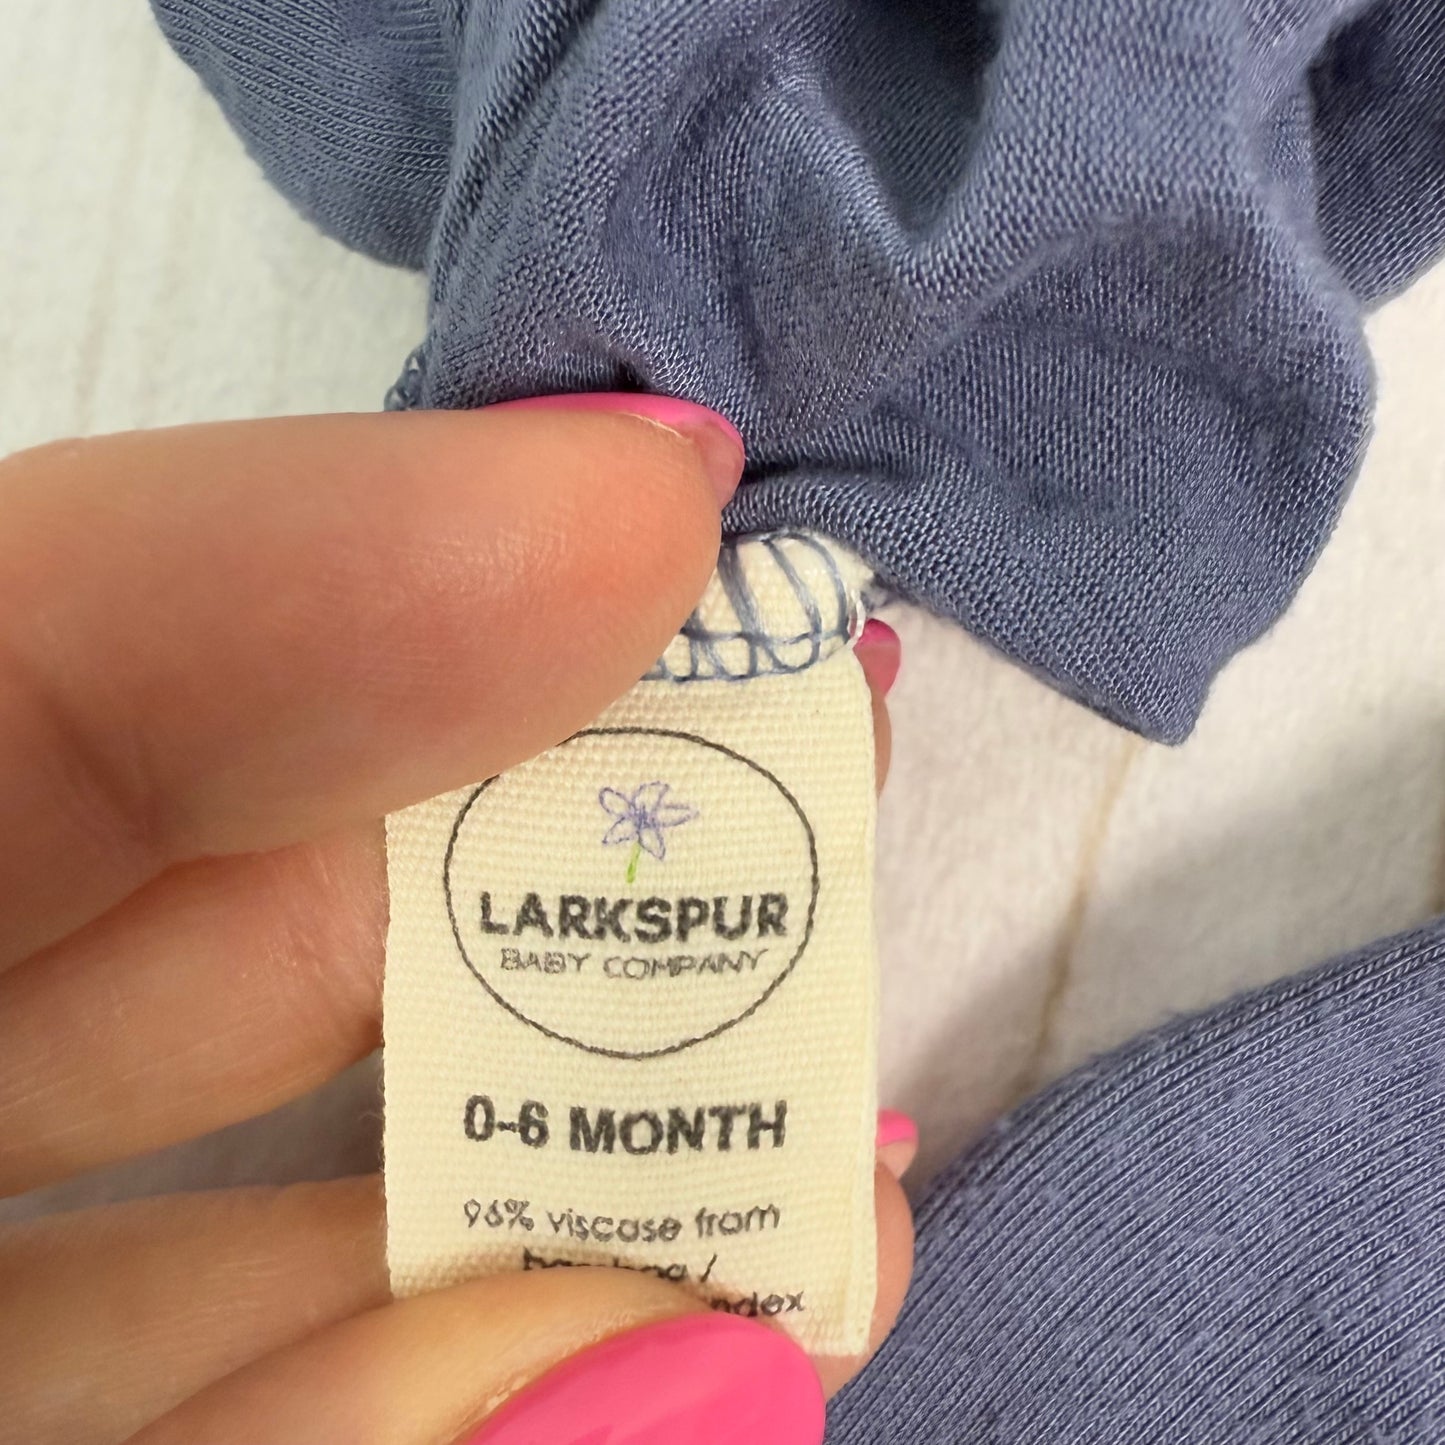 LARKSPUR
BABY COMPANY
0-6 MONTH
96% viscose from
/